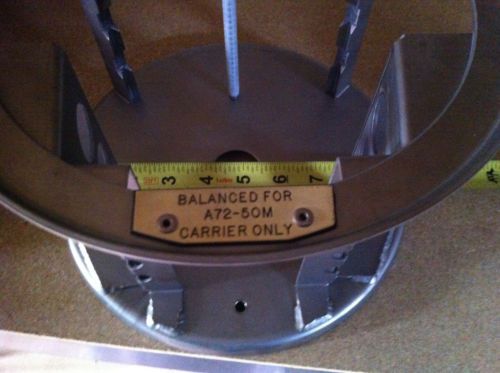 3 4 5 6 7
BALANCED FOR
A72-50M
CARRIER ONLY